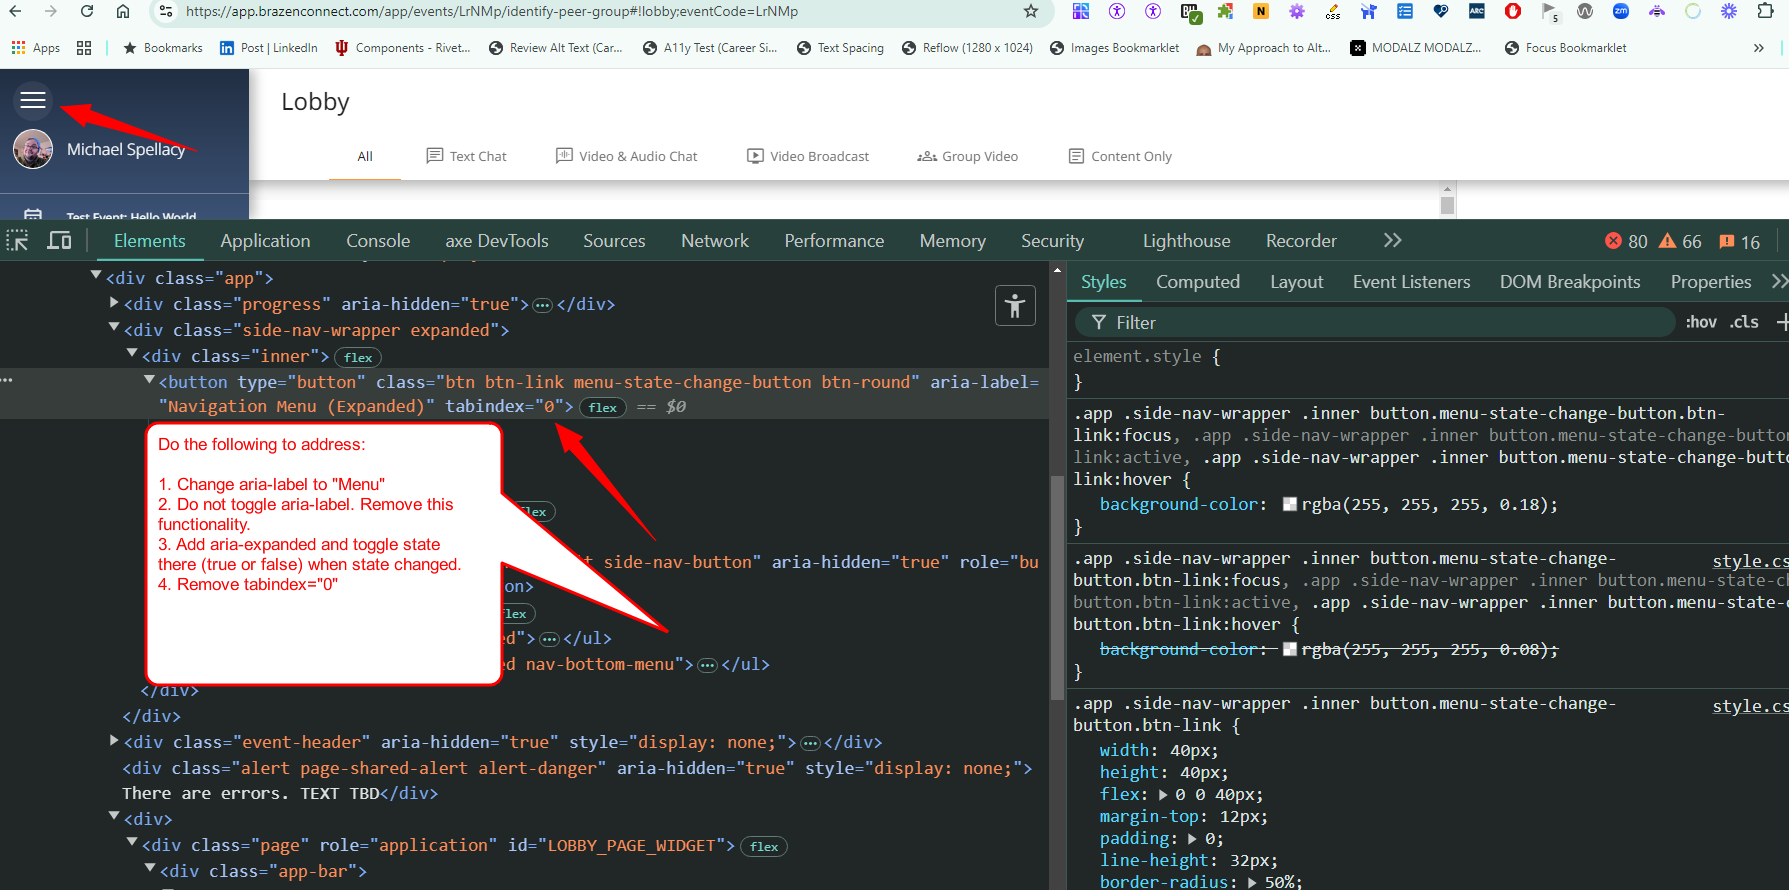 https://app.brazenconnect.com/app/events/LrNMp/identify-peer-group#!lobby;eventCode=LrNMp
Apps
Bookmarks
Post | LinkedIn
Components - Rivet...
Review Alt Text (Car...
A11y Test (Career Si...
Text Spacing
Reflow (1280 x 1024)
Images Bookmarklet
My Approach to Alt...
MODALZ MODALZ...
Focus Bookmarklet
Lobby
Michael Spellacy
All
Text Chat
Video & Audio Chat
Video Broadcast
Group Video
Content Only
Test Event: Hello World
Elements
Application
Console
axe DevTools
Sources
Network
Performance
Memory
Security
Lighthouse
Recorder
80
66
16
<div class="app">
<div class="progress" aria-hidden="true">…</div>
<div class="side-nav-wrapper expanded">
<div class="inner"> flex
<button type="button" class="btn btn-link menu-state-change-button btn-round" aria-label=
"Navigation Menu (Expanded)" tabindex="0"> flex == $0
Do the following to address:
1. Change aria-label to "Menu"
2. Do not toggle aria-label. Remove this
functionality.
3. Add aria-expanded and toggle state
there (true or false) when state changed.
4. Remove tabindex="0"
flex
side-nav-button" aria-hidden="true" role="bu
on>
flex
ed">…</ul>
ed nav-bottom-menu">…</ul>
</div>
</div>
<div class="event-header" aria-hidden="true" style="display: none;">…</div>
<div class="alert page-shared-alert alert-danger" aria-hidden="true" style="display: none;">
There are errors. TEXT TBD</div>
<div>
<div class="page" role="application" id="LOBBY_PAGE_WIDGET"> flex
<div class="app-bar">
Styles
Computed
Layout
Event Listeners
DOM Breakpoints
Properties
Filter
:hov .cls +
element.style {
}
.app .side-nav-wrapper .inner button.menu-state-change-button.btn-
link:focus, .app .side-nav-wrapper .inner button.menu-state-change-button
link:active, .app .side-nav-wrapper .inner button.menu-state-change-butto
link:hover {
background-color: rgba(255, 255, 255, 0.18);
}
.app .side-nav-wrapper .inner button.menu-state-change-
style.cs
button.btn-link:focus, .app .side-nav-wrapper .inner button.menu-state-ch
button.btn-link:active, .app .side-nav-wrapper .inner button.menu-state-c
button.btn-link:hover {
background-color: rgba(255, 255, 255, 0.08);
}
.app .side-nav-wrapper .inner button.menu-state-change-
style.cs
button.btn-link {
width: 40px;
height: 40px;
flex: 0 0 40px;
margin-top: 12px;
padding: 0;
line-height: 32px;
border-radius: 50%;